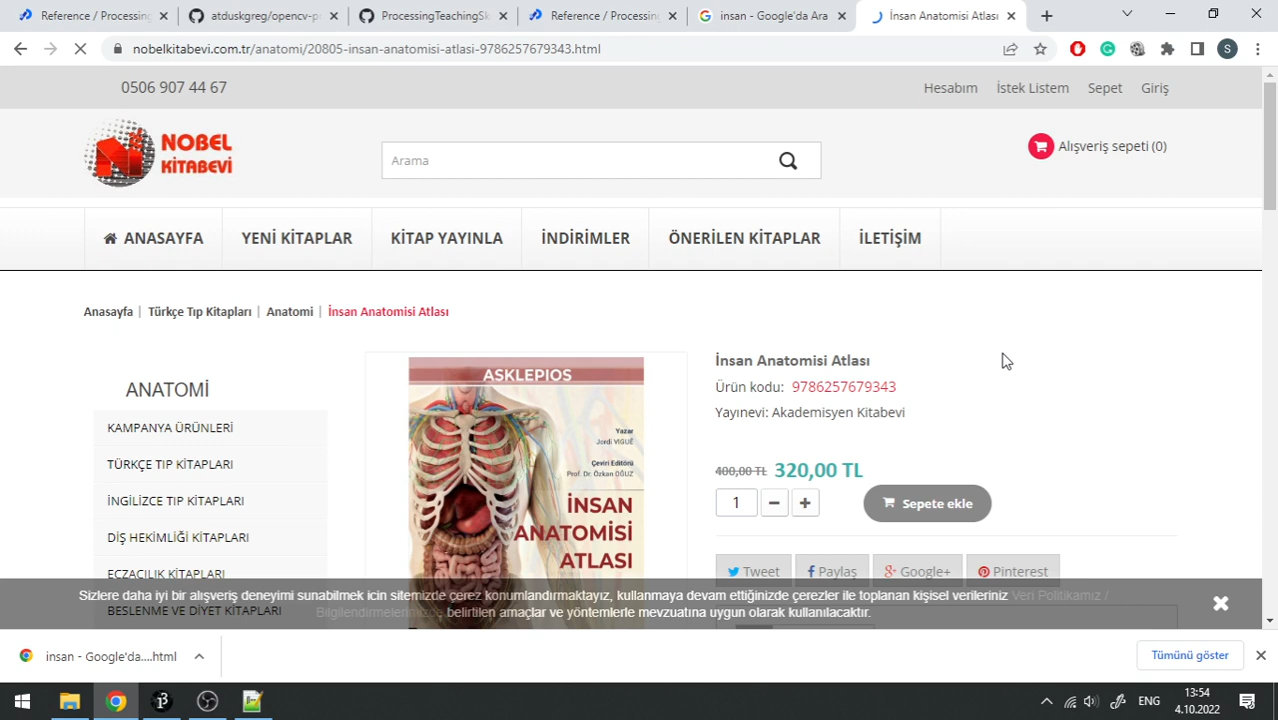 Reference / Processing
atduskgreg/opencv-p
ProcessingTeachingSk
Reference / Processing
insan - Google'da Ara
İnsan Anatomisi Atlası
nobelkitabevi.com.tr/anatomi/20805-insan-anatomisi-atlasi-9786257679343.html
S
0506 907 44 67
Hesabım
İstek Listem
Sepet
Giriş
NOBEL
KİTABEVİ
Arama
Alışveriş sepeti (0)
ANASAYFA
YENİ KİTAPLAR
KİTAP YAYINLA
İNDİRİMLER
ÖNERİLEN KİTAPLAR
İLETİŞİM
Anasayfa | Türkçe Tıp Kitapları | Anatomi | İnsan Anatomisi Atlası
ANATOMİ
KAMPANYA ÜRÜNLERİ
TÜRKÇE TIP KİTAPLARI
İNGİLİZCE TIP KİTAPLARI
DİŞ HEKİMLİĞİ KİTAPLARI
ECZACILIK KİTAPLARI
BESLENME VE DİYET KİTAPLARI
ASKLEPIOS
Yazar
Jordi VIGUÉ
Çeviri Editörü
Prof. Dr. Özkan OĞUZ
İNSAN
ANATOMİSİ
ATLASI
İnsan Anatomisi Atlası
Ürün kodu: 9786257679343
Yayınevi: Akademisyen Kitabevi
400,00 TL 320,00 TL
1
Sepete ekle
Tweet
Paylaş
Google+
Pinterest
Sizlere daha iyi bir alışveriş deneyimi sunabilmek icin sitemizde çerez konumlandırmaktayız, kullanmaya devam ettiğinizde çerezler ile toplanan kişisel verileriniz Veri Politikamız /
Bilgilendirmelerimizde belirtilen amaçlar ve yöntemlerle mevzuatına uygun olarak kullanılacaktır.
insan - Google'da....html
Tümünü göster
ENG
13:54
4.10.2022